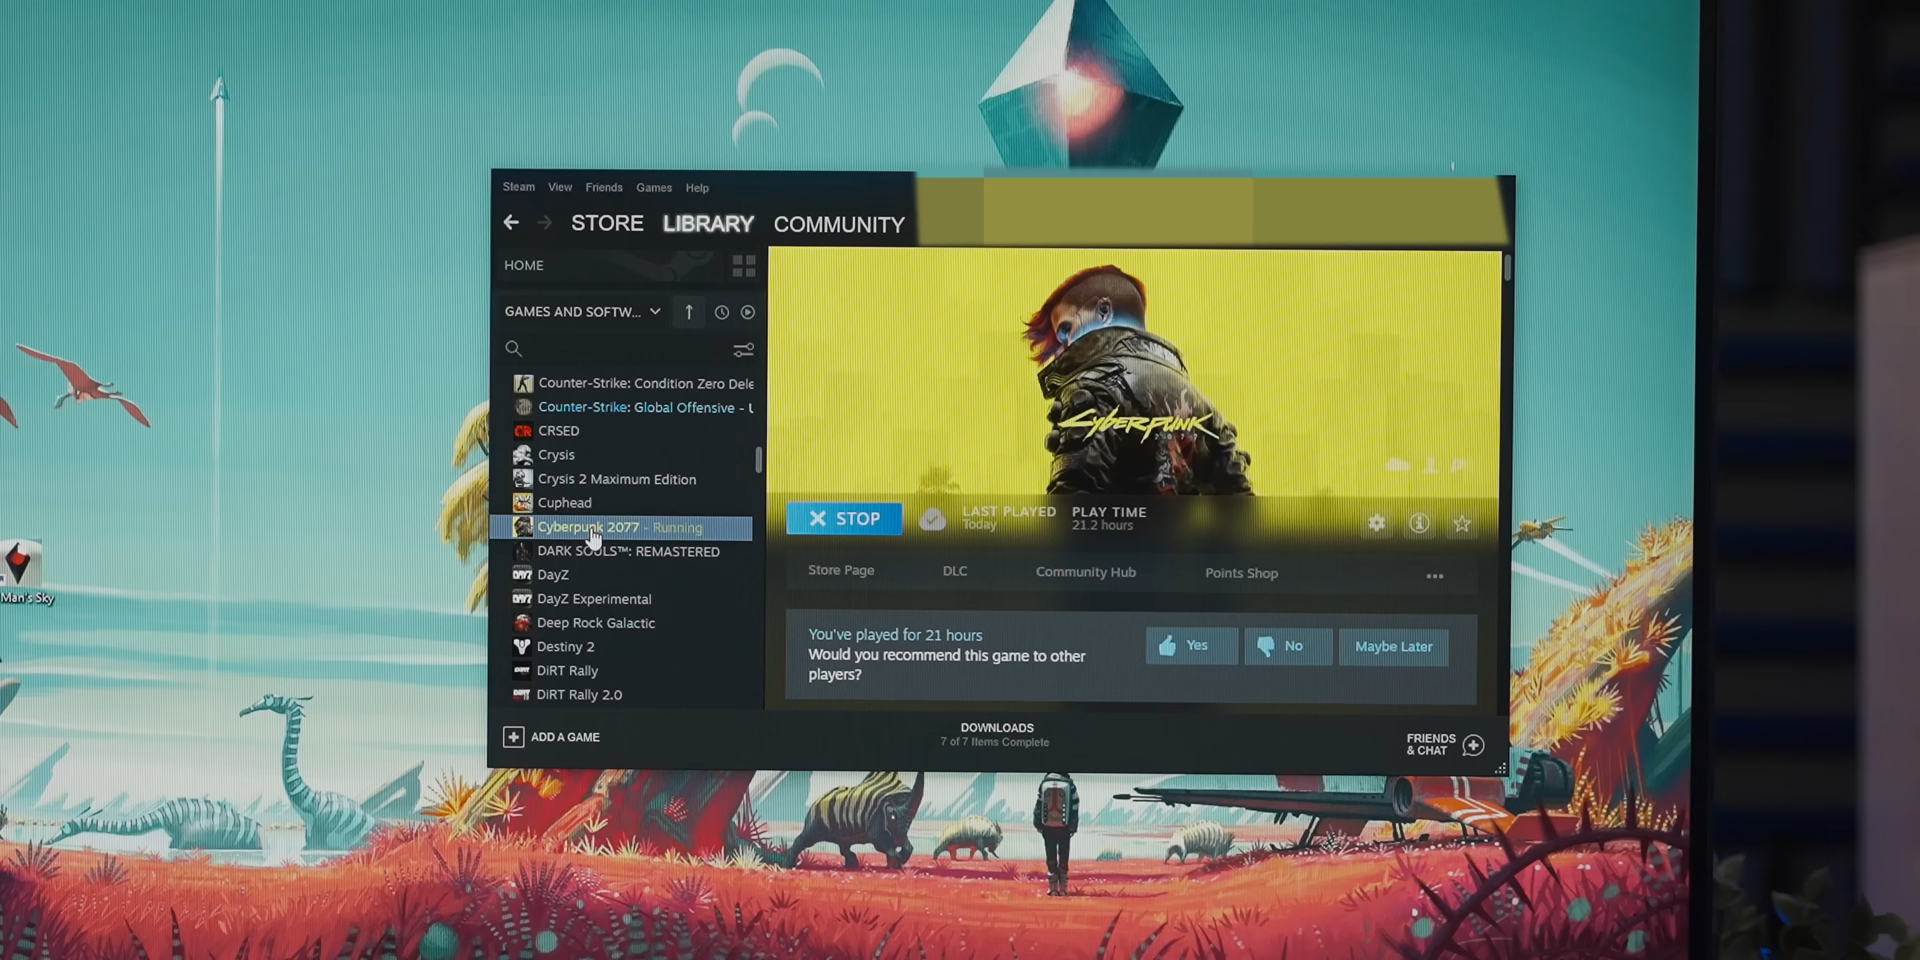 Steam View Friends Games Help
STORE LIBRARY COMMUNITY
HOME
GAMES AND SOFTW...
Counter-Strike: Condition Zero Dele
Counter-Strike: Global Offensive - U
CRSED
Crysis
Crysis 2 Maximum Edition
Cuphead
Cyberpunk 2077 - Running
DARK SOULS™: REMASTERED
DayZ
DayZ Experimental
Deep Rock Galactic
Destiny 2
DiRT Rally
DiRT Rally 2.0
ADD A GAME
CYBERPUNK
2077
STOP
LAST PLAYED
Today
PLAY TIME
21.2 hours
Store Page DLC Community Hub Points Shop
You've played for 21 hours
Would you recommend this game to other
players?
Yes No Maybe Later
DOWNLOADS
7 of 7 Items Complete
FRIENDS
& CHAT
Man's Sky